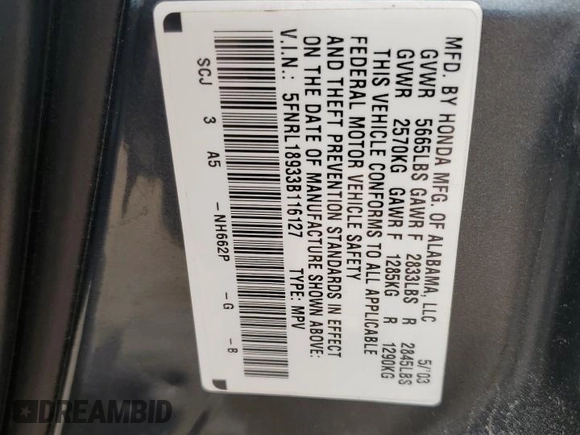 MFD. BY HONDA MFG. OF ALABAMA, LLC 5/'03
GVWR 5665LBS GAWR F 2833LBS R 2845LBS
GVWR 2570KG GAWR F 1285KG R 1290KG
THIS VEHICLE CONFORMS TO ALL APPLICABLE
FEDERAL MOTOR VEHICLE SAFETY
AND THEFT PREVENTION STANDARDS IN EFFECT
ON THE DATE OF MANUFACTURE SHOWN ABOVE.
V.I.N.: 5FNRL18933B116127 TYPE: MPV
SCJ 3 A5 -NH662P -G -B
DREAMBID